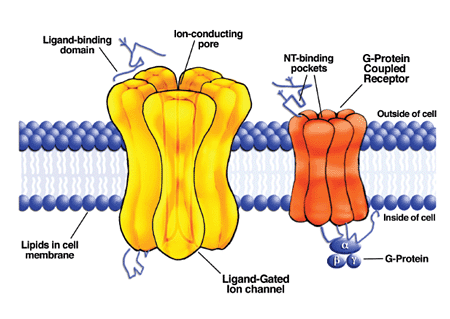 Ligand-binding
domain
Ion-conducting
pore
NT-binding
pockets
G-Protein
Coupled
Receptor
Outside of cell
Inside of cell
Lipids in cell
membrane
Ligand-Gated
Ion channel
α
β γ
G-Protein